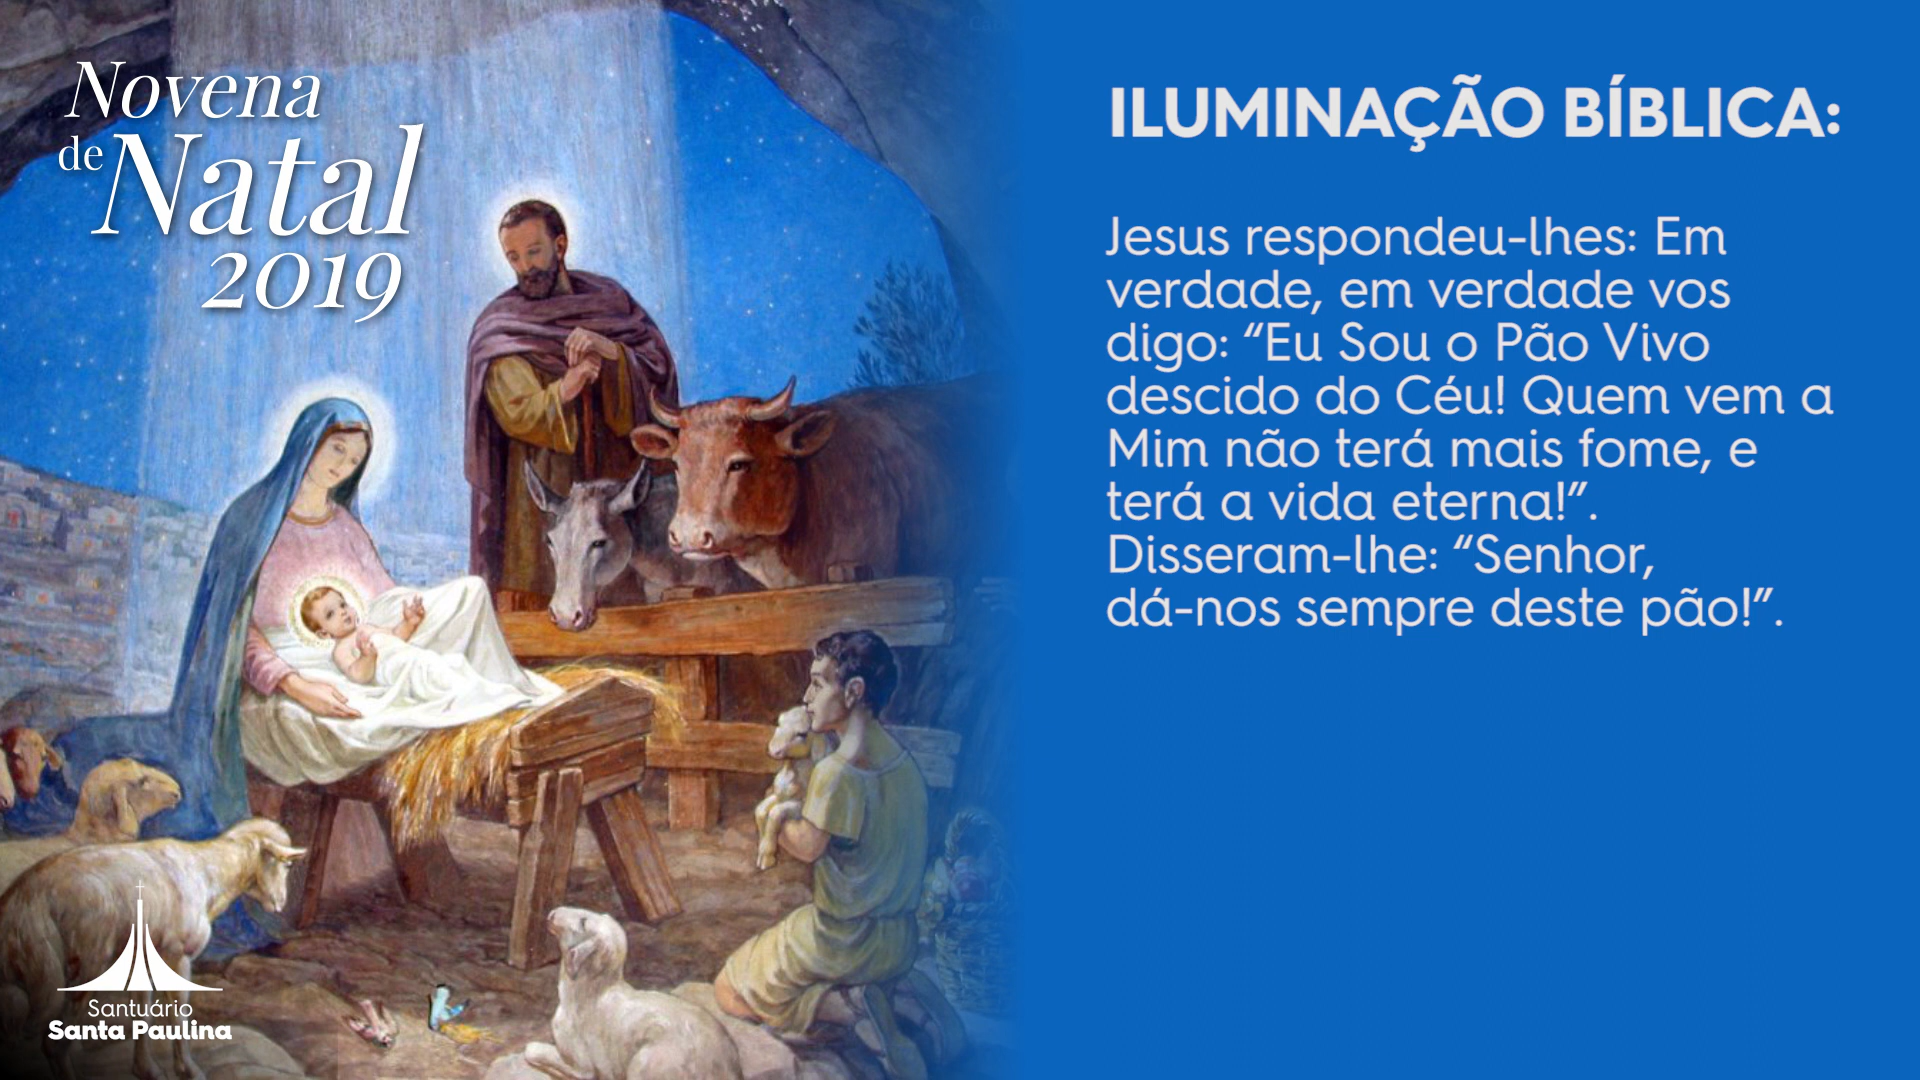 Novena
de Natal
2019
ILUMINAÇÃO BÍBLICA:
Jesus respondeu-lhes: Em
verdade, em verdade vos
digo: “Eu Sou o Pão Vivo
descido do Céu! Quem vem a
Mim não terá mais fome, e
terá a vida eterna!”.
Disseram-lhe: “Senhor,
dá-nos sempre deste pão!”.
Santuário
Santa Paulina